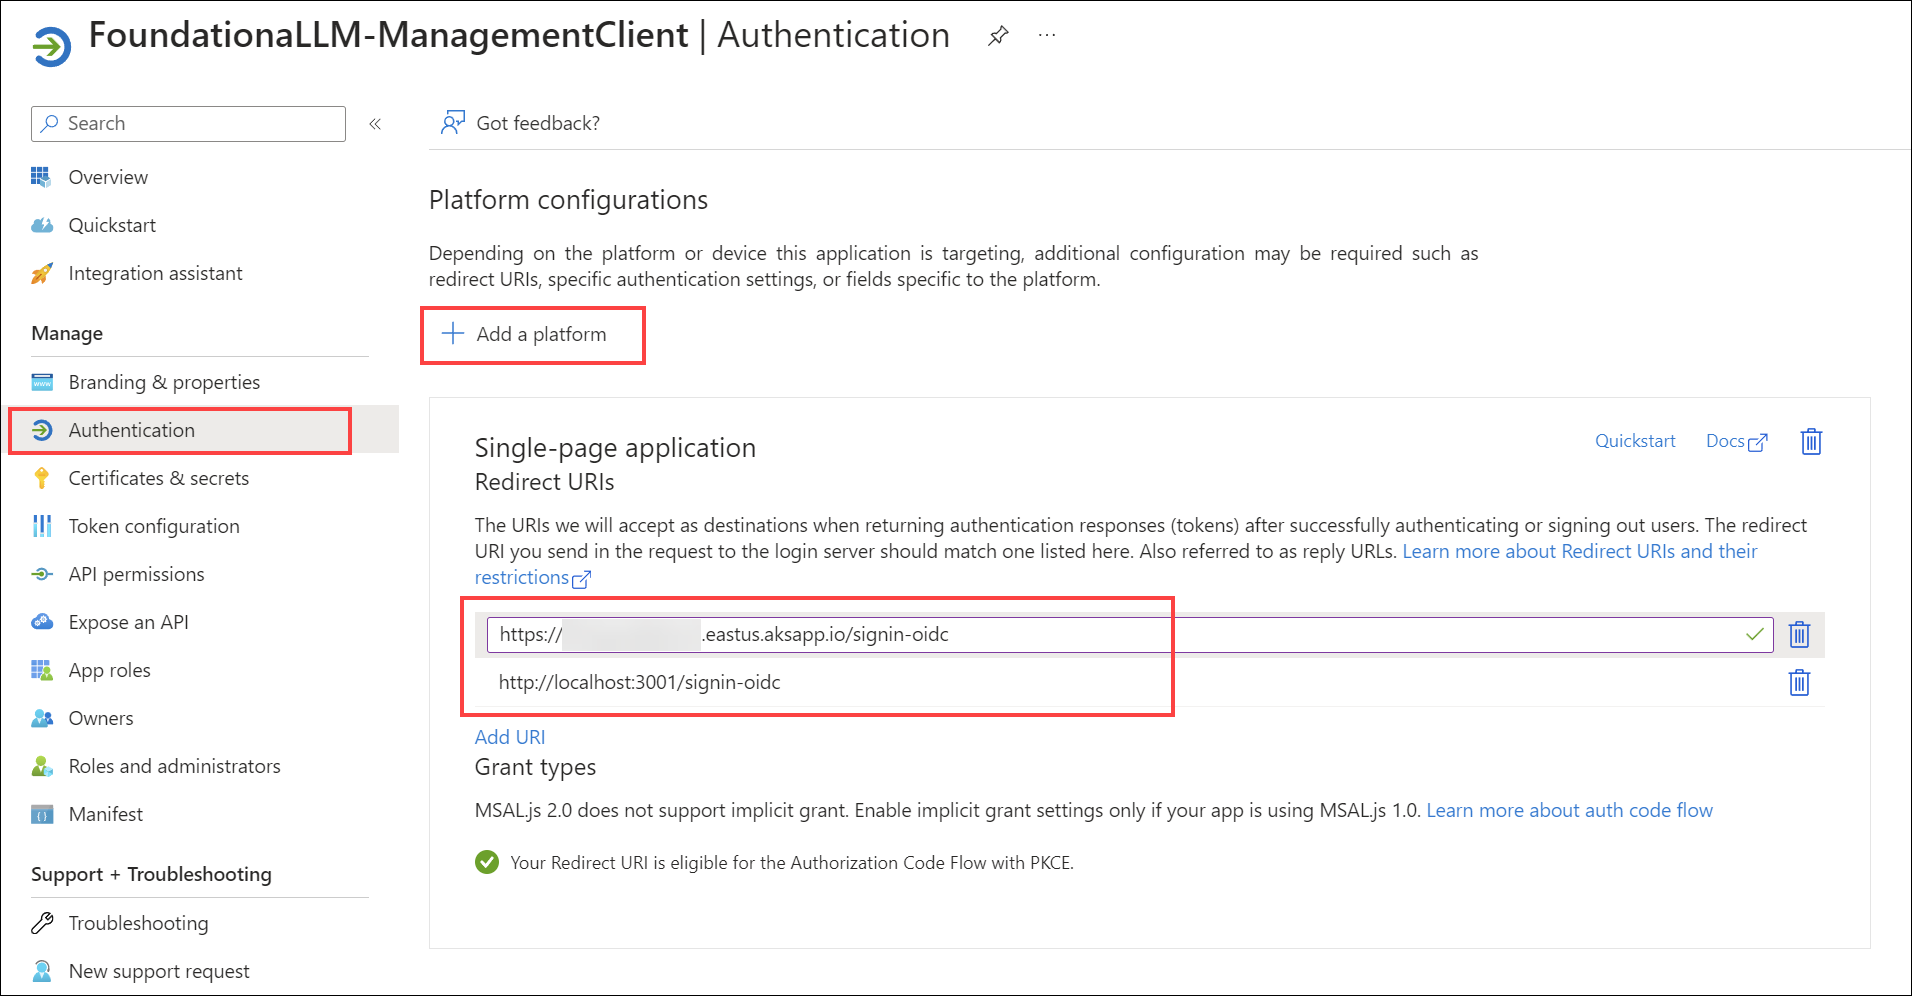 FoundationaLLM-ManagementClient | Authentication
Search
Got feedback?
Overview
Quickstart
Integration assistant
Manage
Branding & properties
Authentication
Certificates & secrets
Token configuration
API permissions
Expose an API
App roles
Owners
Roles and administrators
Manifest
Support + Troubleshooting
Troubleshooting
New support request
Platform configurations
Depending on the platform or device this application is targeting, additional configuration may be required such as
redirect URIs, specific authentication settings, or fields specific to the platform.
Add a platform
Single-page application
Quickstart
Docs
Redirect URIs
The URIs we will accept as destinations when returning authentication responses (tokens) after successfully authenticating or signing out users. The redirect
URI you send in the request to the login server should match one listed here. Also referred to as reply URLs. Learn more about Redirect URIs and their
restrictions
https:// .eastus.aksapp.io/signin-oidc
http://localhost:3001/signin-oidc
Add URI
Grant types
MSAL.js 2.0 does not support implicit grant. Enable implicit grant settings only if your app is using MSAL.js 1.0. Learn more about auth code flow
Your Redirect URI is eligible for the Authorization Code Flow with PKCE.